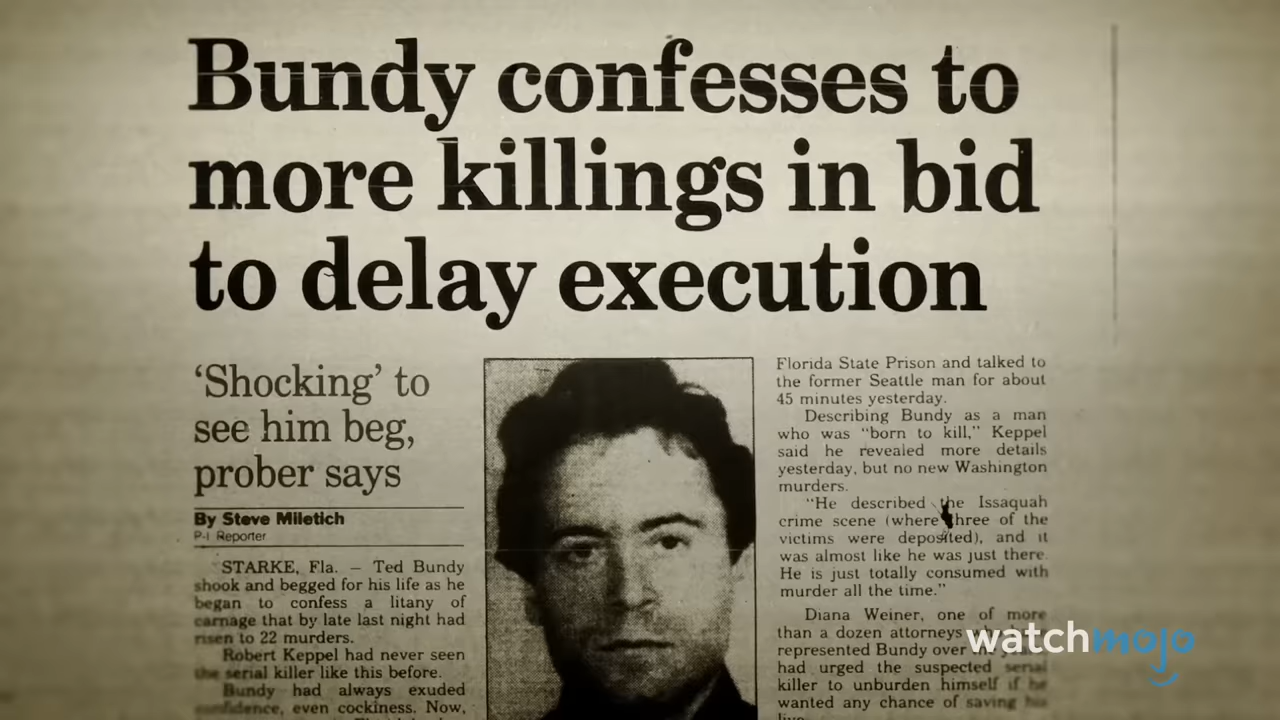 Bundy confesses to
more killings in bid
to delay execution
'Shocking' to
see him beg,
prober says
By Steve Miletich
P-I Reporter
STARKE, Fla. — Ted Bundy
shook and begged for his life as he
began to confess a litany of
carnage that by late last night had
risen to 22 murders.
Robert Keppel had never seen
the serial killer like this before.
Bundy had always exuded
confidence, even cockiness. Now,
Florida State Prison and talked to
the former Seattle man for about
45 minutes yesterday.
Describing Bundy as a man
who was "born to kill," Keppel
said he revealed more details
yesterday, but no new Washington
murders.
"He described the Issaquah
crime scene (where three of the
victims were deposited), and it
was almost like he was just there.
He is just totally consumed with
murder all the time."
Diana Weiner, one of more
than a dozen attorneys
represented Bundy over
had urged the suspected serial
killer to unburden himself if he
wanted any chance of saving his
watchmojo